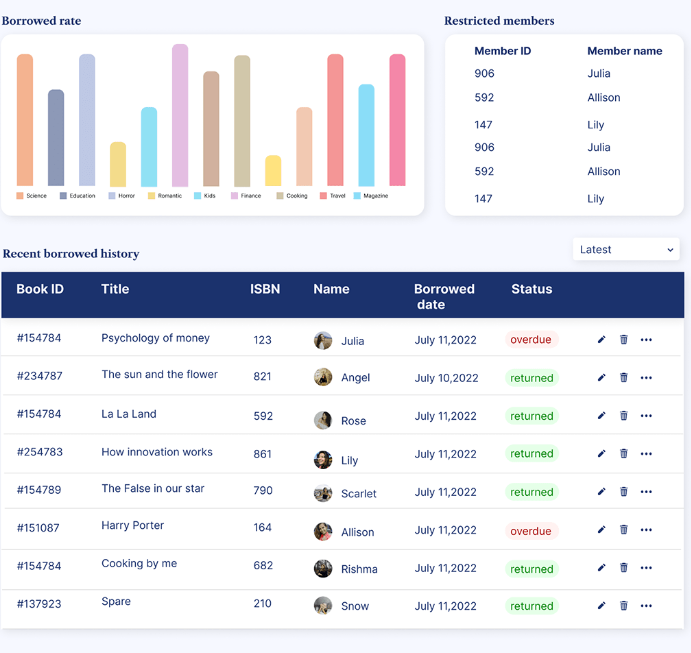 Borrowed rate
Science Education Horror Romantic Kids Finance Cooking Travel Magazine
Restricted members
Member ID Member name
906 Julia
592 Allison
147 Lily
906 Julia
592 Allison
147 Lily
Recent borrowed history
Latest
Book ID Title ISBN Name Borrowed date Status
#154784 Psychology of money 123 Julia July 11,2022 overdue
#234787 The sun and the flower 821 Angel July 10,2022 returned
#154784 La La Land 592 Rose July 11,2022 returned
#254783 How innovation works 861 Lily July 11,2022 returned
#154789 The False in our star 790 Scarlet July 11,2022 returned
#151087 Harry Porter 164 Allison July 11,2022 overdue
#154784 Cooking by me 682 Rishma July 11,2022 returned
#137923 Spare 210 Snow July 11,2022 returned